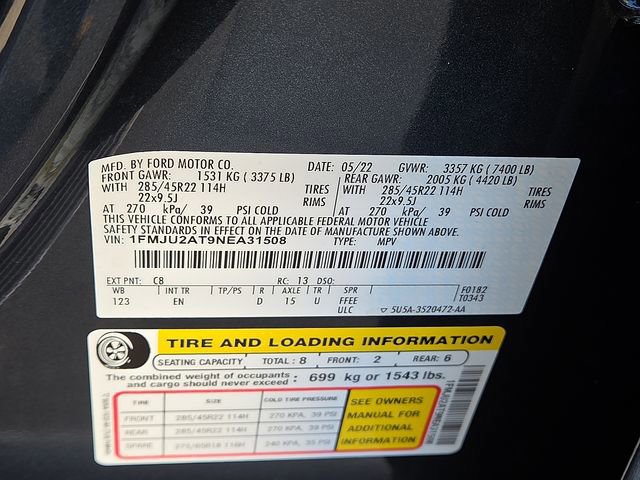 MFD. BY FORD MOTOR CO. DATE: 05/22 GVWR: 3357 KG (7400 LB)
FRONT GAWR: 1531 KG (3375 LB) REAR GAWR: 2005 KG (4420 LB)
WITH 285/45R22 114H TIRES WITH 285/45R22 114H TIRES
22x9.5J RIMS 22x9.5J RIMS
AT 270 kPa/ 39 PSI COLD AT 270 kPa/ 39 PSI COLD
THIS VEHICLE CONFORMS TO ALL APPLICABLE FEDERAL MOTOR VEHICLE
SAFETY STANDARDS IN EFFECT ON THE DATE OF MANUFACTURE SHOWN ABOVE.
VIN: 1FMJU2AT9NEA31508 TYPE: MPV
EXT PNT: C8 RC: 13 DSO:
WB INT TR TP/PS R AXLE TR SPR F0182
123 EN D 15 U FFEE T0343
ULC ▽ 5U5A-3520472-AA
TIRE AND LOADING INFORMATION
SEATING CAPACITY TOTAL: 8 FRONT: 2 REAR: 6
The combined weight of occupants
and cargo should never exceed : 699 kg or 1543 lbs.
TIRE SIZE COLD TIRE PRESSURE SEE OWNERS
FRONT 285/45R22 114H 270 KPA, 39 PSI MANUAL FOR
REAR 285/45R22 114H 270 KPA, 39 PSI ADDITIONAL
SPARE 275/65R18 116H 240 KPA, 35 PSI INFORMATION
1FMJU2AT9NEA31508